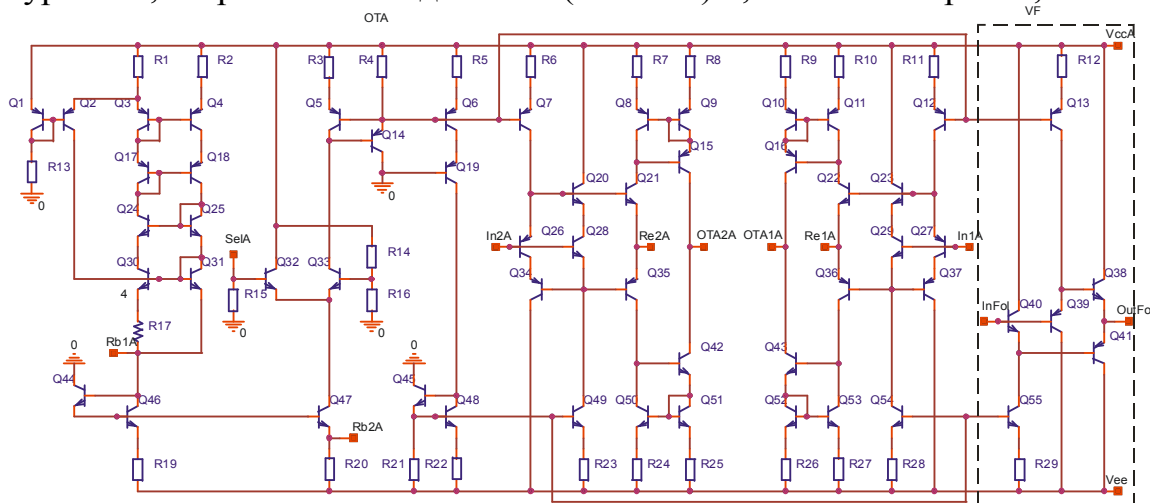 OTA VF
VccA
R1 R2 R3 R4 R5 R6 R7 R8 R9 R10 R11 R12
Q1 Q2 Q3 Q4 Q5 Q6 Q7 Q8 Q9 Q10 Q11 Q12 Q13
Q14
R13 Q17 Q18 Q19 Q15 Q16
0 0
Q20 Q21 Q22 Q23
Q24 Q25 SelA In2A Q26 Q28 Re2A OTA2A OTA1A Re1A Q29 Q27 In1A
R14
Q30 Q31 Q32 Q33 Q34 Q35 Q36 Q37 Q38
4 R15 R16 InFo Q40 Q39
0 0
R17
Q41
Rb1A
0 0 Q42 Q43
Q44 Q45
Q46 Q47 Q48 Q49 Q50 Q51 Q52 Q53 Q54 Q55
Rb2A
R19 R20 R21 R22 R23 R24 R25 R26 R27 R28 R29
Vee